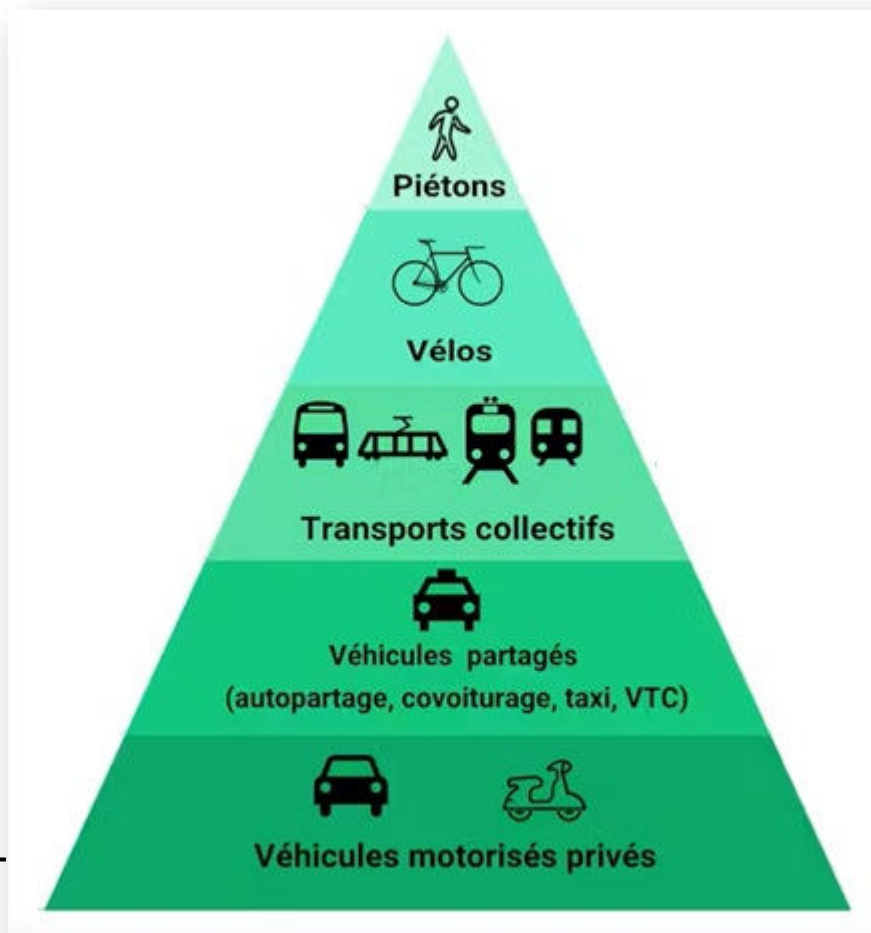 Piétons
Vélos
Transports collectifs
Véhicules partagés
(autopartage, covoiturage, taxi, VTC)
Véhicules motorisés privés